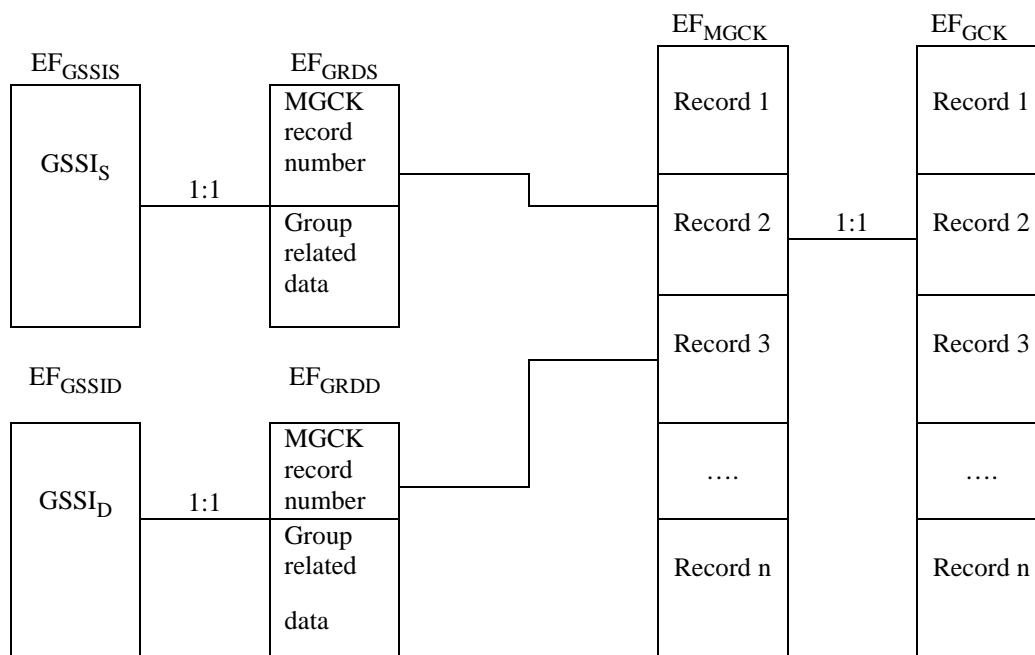 EF_MGCK
EF_GCK
EF_GSSIS
EF_GRDS
GSSI_S
1:1
MGCK
record
number
Group
related
data
Record 1
Record 2
Record 3
….
Record n
1:1
Record 1
Record 2
Record 3
….
Record n
EF_GSSID
EF_GRDD
GSSI_D
1:1
MGCK
record
number
Group
related
data